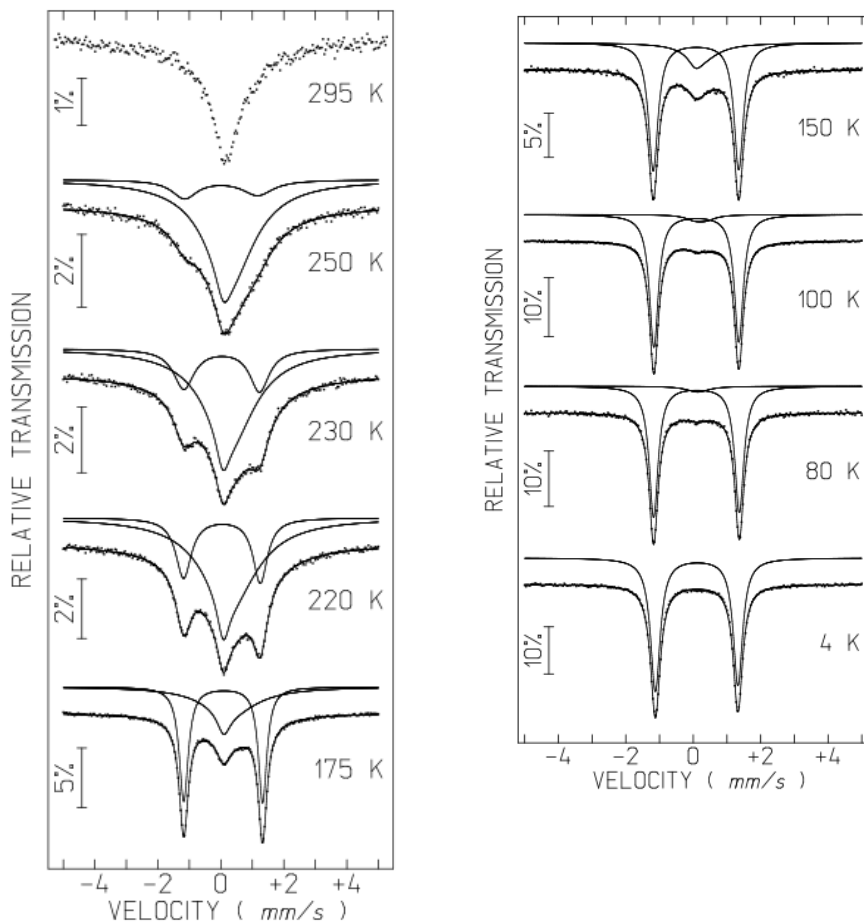 RELATIVE TRANSMISSION
1%
295 K
2%
250 K
2%
230 K
2%
220 K
5%
175 K
-4 -2 0 +2 +4
VELOCITY ( mm/s )
RELATIVE TRANSMISSION
5%
150 K
10%
100 K
10%
80 K
10%
4 K
-4 -2 0 +2 +4
VELOCITY ( mm/s )